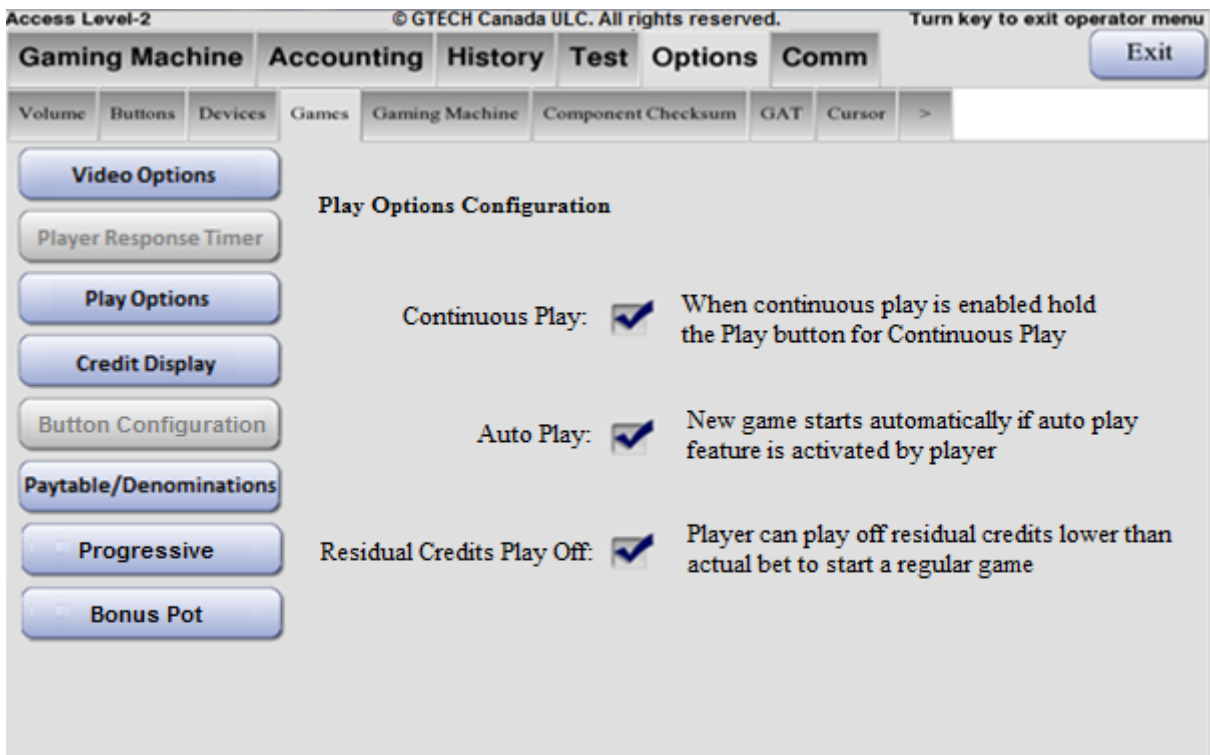 Access Level-2 © GTECH Canada ULC. All rights reserved. Turn key to exit operator menu
Gaming Machine Accounting History Test Options Comm Exit
Volume Buttons Devices Games Gaming Machine Component Checksum GAT Cursor >
Video Options
Play Options Configuration
Player Response Timer
Play Options
Continuous Play: When continuous play is enabled hold
the Play button for Continuous Play
Credit Display
Button Configuration
Auto Play: New game starts automatically if auto play
feature is activated by player
Paytable/Denominations
Progressive
Residual Credits Play Off: Player can play off residual credits lower than
actual bet to start a regular game
Bonus Pot